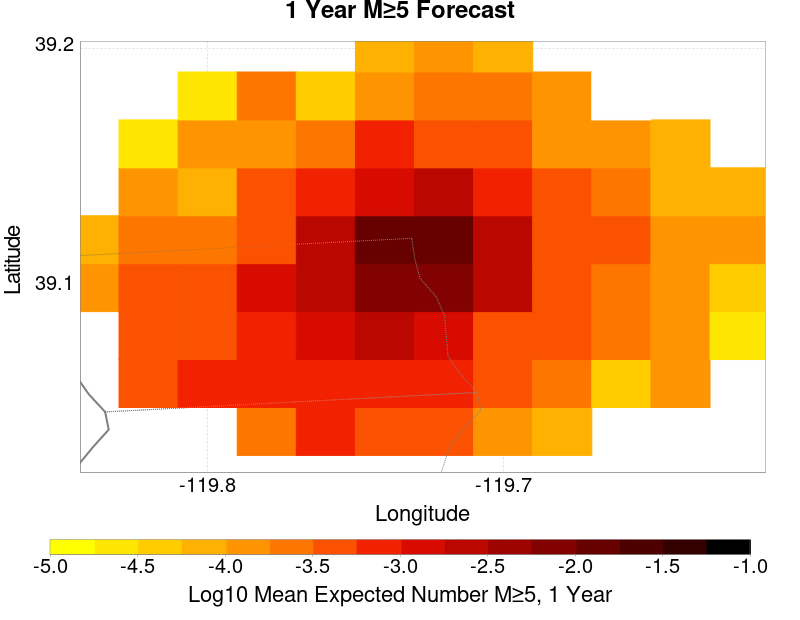 1 Year M≥5 Forecast
39.2
39.1
Latitude
-119.8 -119.7
Longitude
-5.0 -4.5 -4.0 -3.5 -3.0 -2.5 -2.0 -1.5 -1.0
Log10 Mean Expected Number M≥5, 1 Year